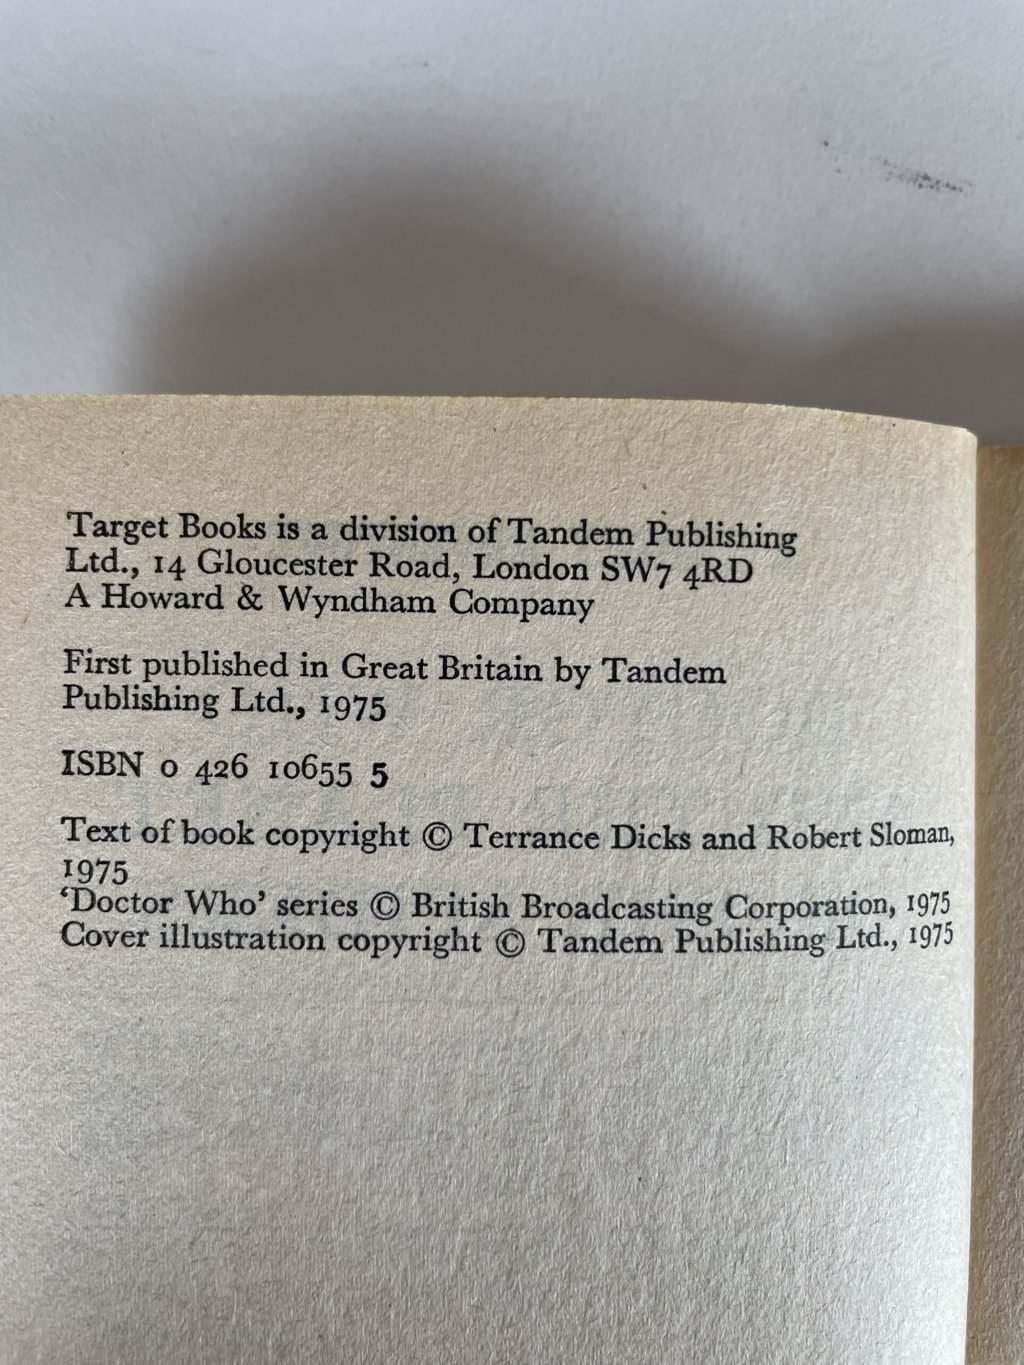 Target Books is a division of Tandem Publishing
Ltd., 14 Gloucester Road, London SW7 4RD
A Howard & Wyndham Company
First published in Great Britain by Tandem
Publishing Ltd., 1975
ISBN 0 426 10655 5
Text of book copyright © Terrance Dicks and Robert Sloman,
1975
‘Doctor Who’ series © British Broadcasting Corporation, 1975
Cover illustration copyright © Tandem Publishing Ltd., 1975